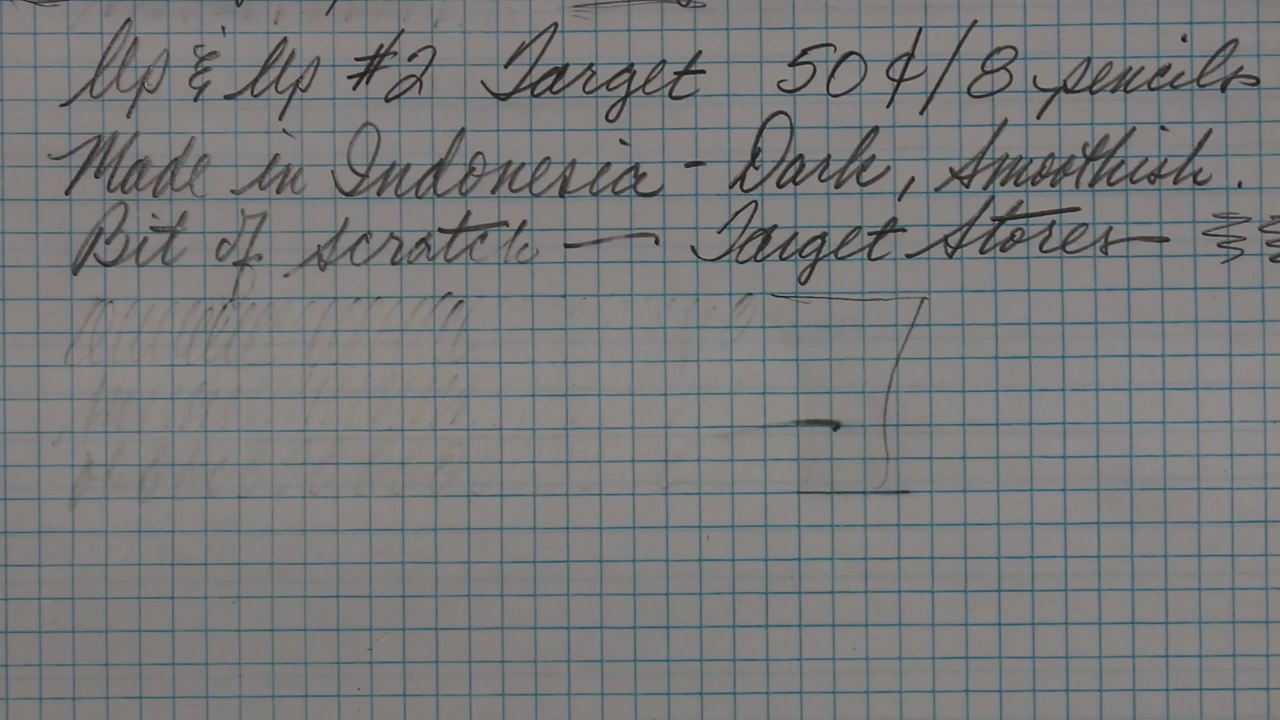 Up & Up #2 Target 50¢/8 pencils
Made in Indonesia - Dark, Smoothish.
Bit of scratch — Target Stores